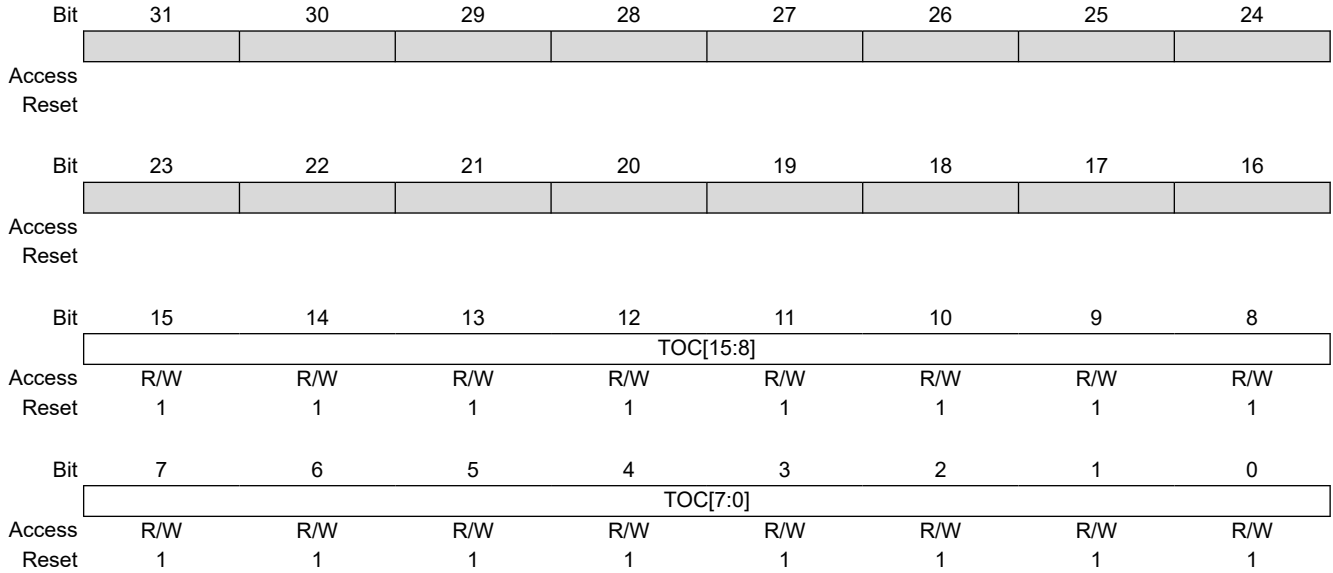 Bit 31 30 29 28 27 26 25 24
Access
Reset
Bit 23 22 21 20 19 18 17 16
Access
Reset
Bit 15 14 13 12 11 10 9 8
TOC[15:8]
Access R/W R/W R/W R/W R/W R/W R/W R/W
Reset 1 1 1 1 1 1 1 1
Bit 7 6 5 4 3 2 1 0
TOC[7:0]
Access R/W R/W R/W R/W R/W R/W R/W R/W
Reset 1 1 1 1 1 1 1 1